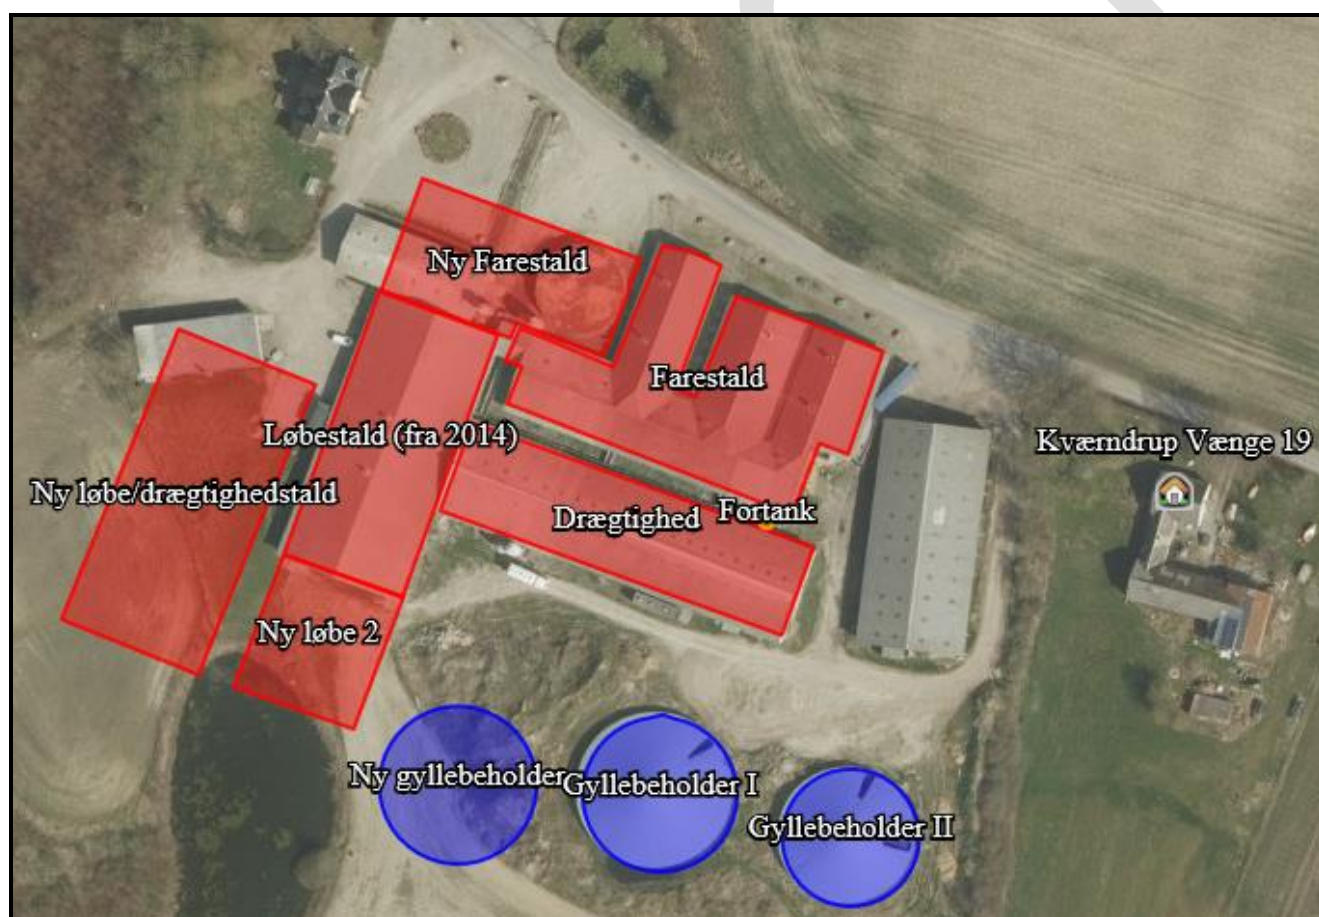 Ny Farestald
Farestald
Løbestald (fra 2014)
Kværndrup Vænge 19
Ny løbe/drægtighedstald
Drægtighed
Fortank
Ny løbe 2
Ny gyllebeholder
Gyllebeholder I
Gyllebeholder II